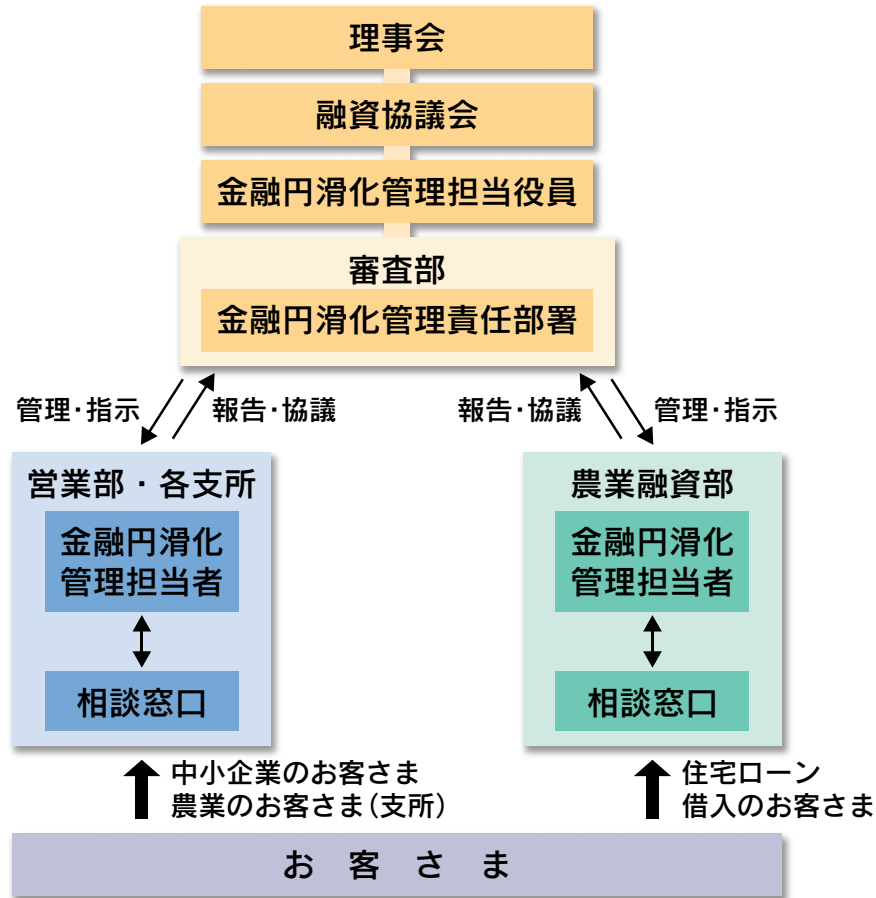 理事会
融資協議会
金融円滑化管理担当役員
審査部
金融円滑化管理責任部署
管理・指示
報告・協議
報告・協議
管理・指示
営業部・各支所
金融円滑化
管理担当者
相談窓口
農業融資部
金融円滑化
管理担当者
相談窓口
中小企業のお客さま
農業のお客さま(支所)
住宅ローン
借入のお客さま
お客さま